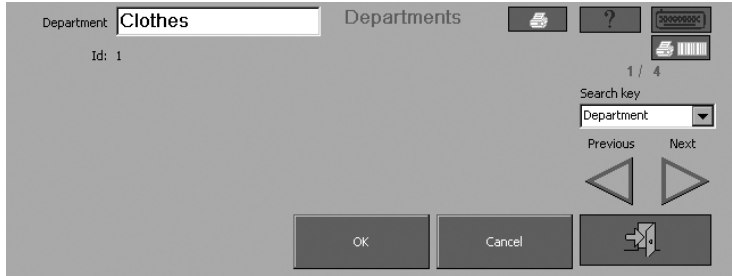 Department Clothes Departments ?
Id: 1
1 / 4
Search key
Department
Previous Next
OK Cancel